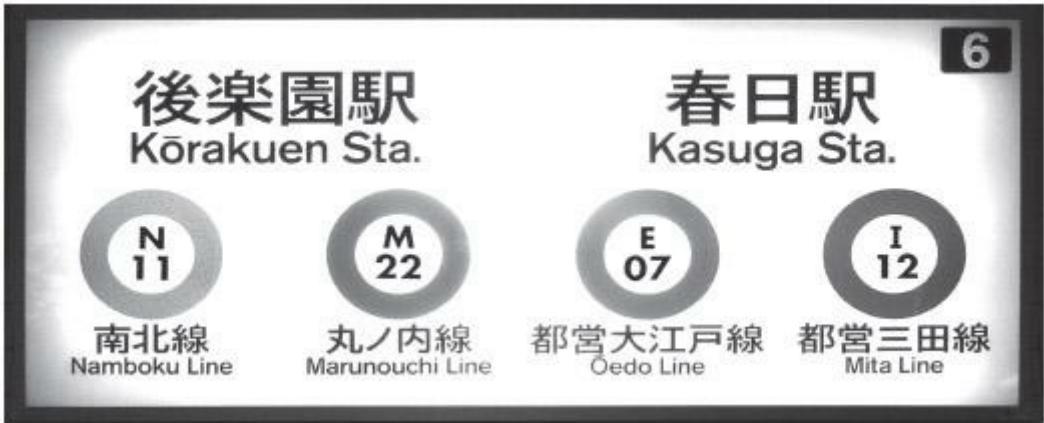 6
後楽園駅
Kōrakuen Sta.
春日駅
Kasuga Sta.
N
11
南北線
Namboku Line
M
22
丸ノ内線
Marunouchi Line
E
07
都営大江戸線
Ōedo Line
I
12
都営三田線
Mita Line